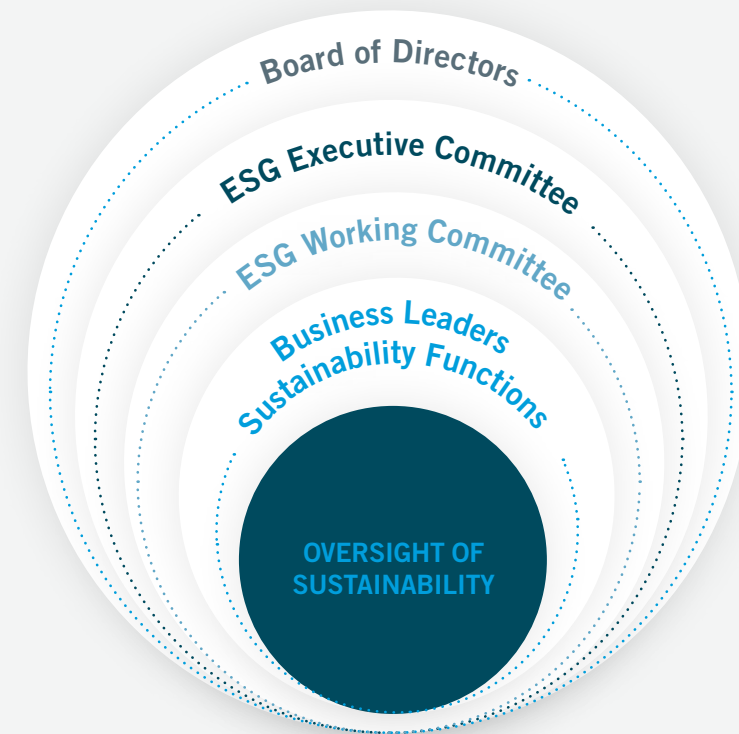 Board of Directors
ESG Executive Committee
ESG Working Committee
Business Leaders
Sustainability Functions
OVERSIGHT OF
SUSTAINABILITY